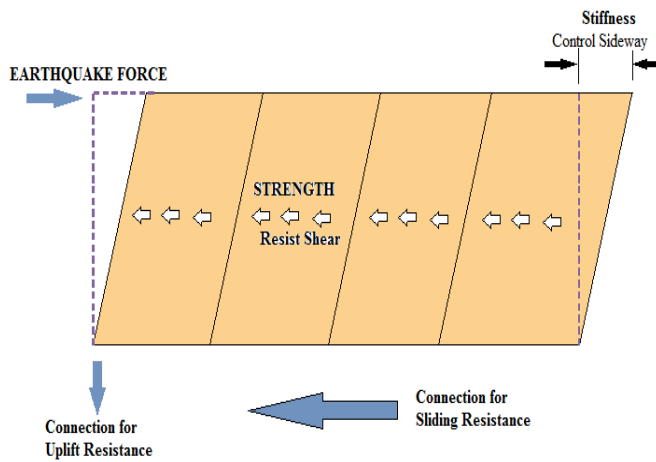 Stiffness
Control Sideway
EARTHQUAKE FORCE
STRENGTH
Resist Shear
Connection for
Sliding Resistance
Connection for
Uplift Resistance